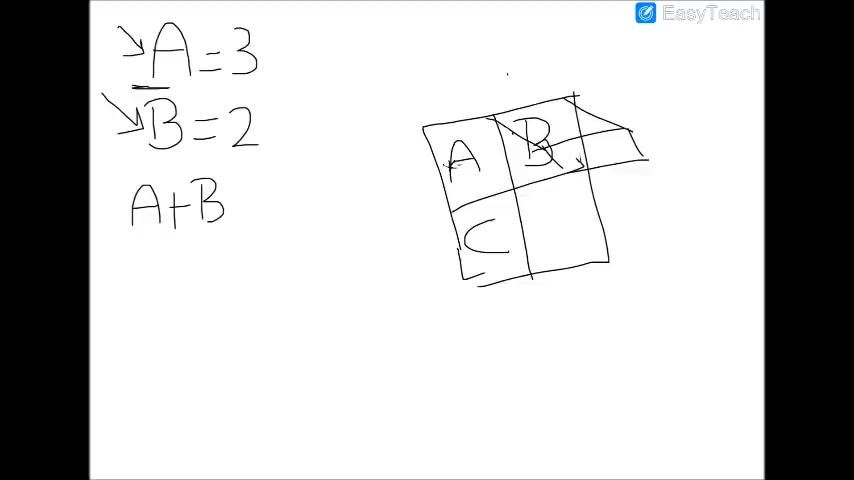 EasyTeach
A=3
B=2
A+B
A B
C